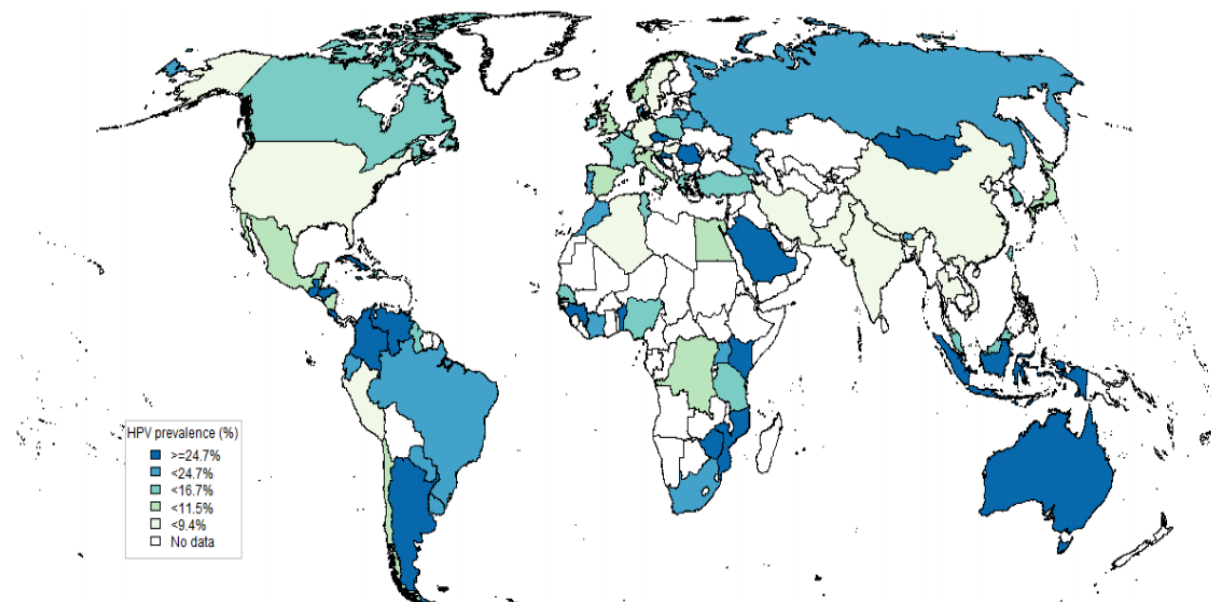 HPV prevalence (%)
>=24.7%
<24.7%
<16.7%
<11.5%
<9.4%
No data